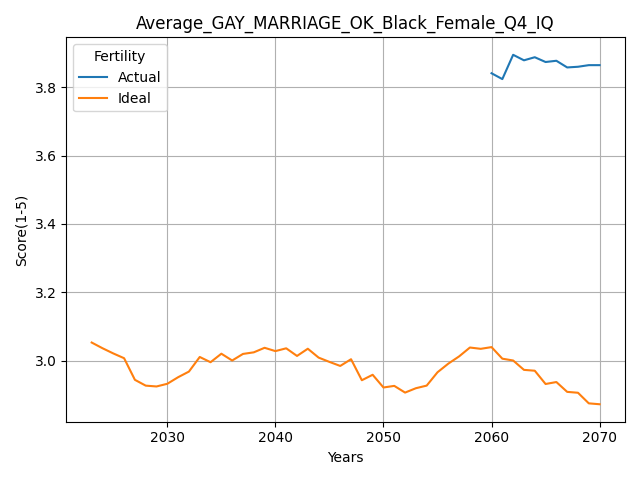 Average_GAY_MARRIAGE_OK_Black_Female_Q4_IQ
Fertility
Actual
Ideal
Score(1-5)
3.8
3.6
3.4
3.2
3.0
2030
2040
2050
2060
2070
Years